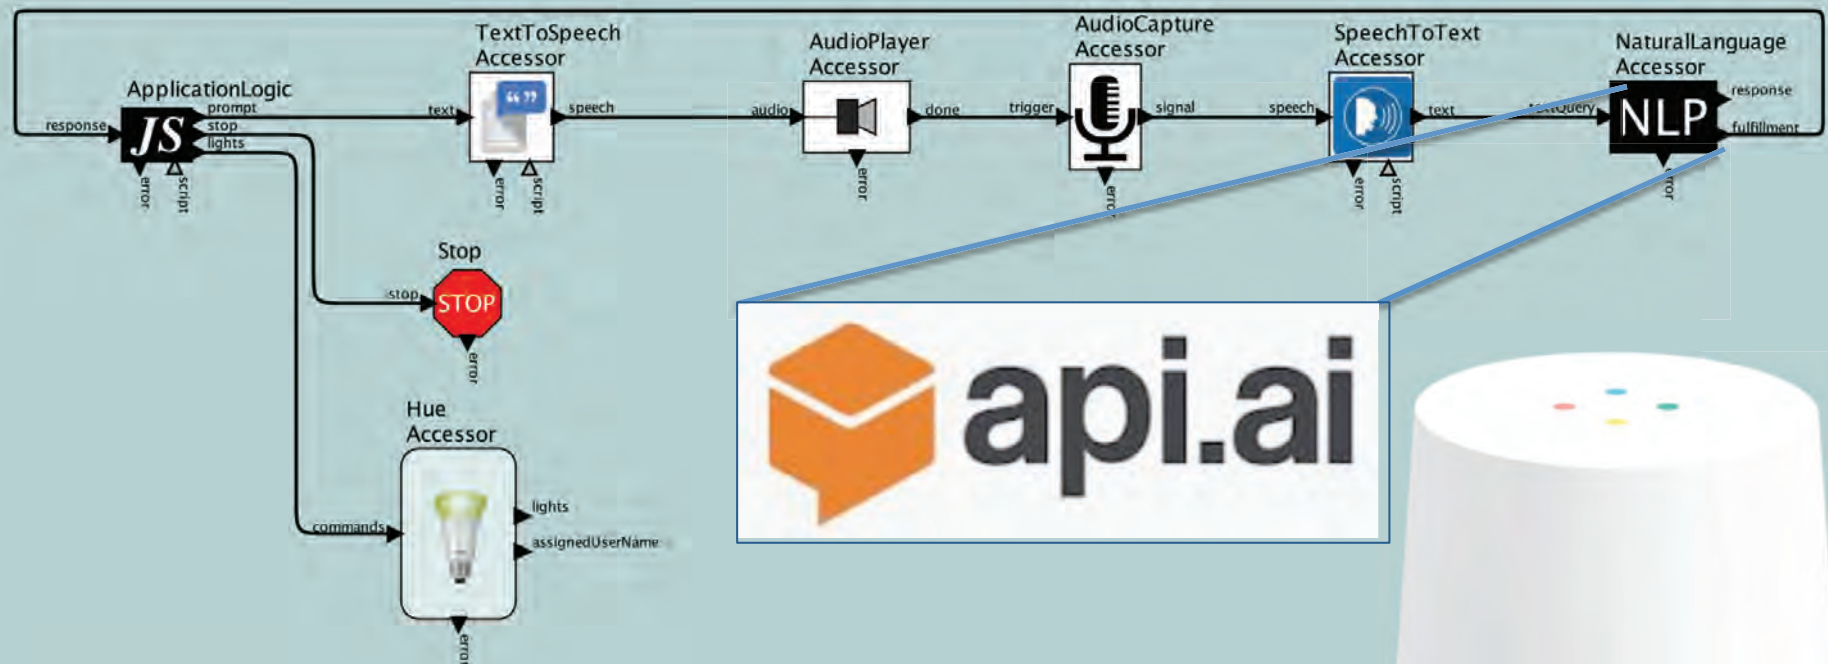 TextToSpeech
Accessor
AudioPlayer
Accessor
AudioCapture
Accessor
SpeechToText
Accessor
NaturalLanguage
Accessor
ApplicationLogic
response
JS
prompt
stop
lights
error
script
text
“ ”
speech
error
script
audio
done
error
trigger
signal
error
speech
text
error
script
NLP
response
fulfillment
error
Stop
stop
STOP
error
Hue
Accessor
commands
lights
assignedUserName
error
api.ai